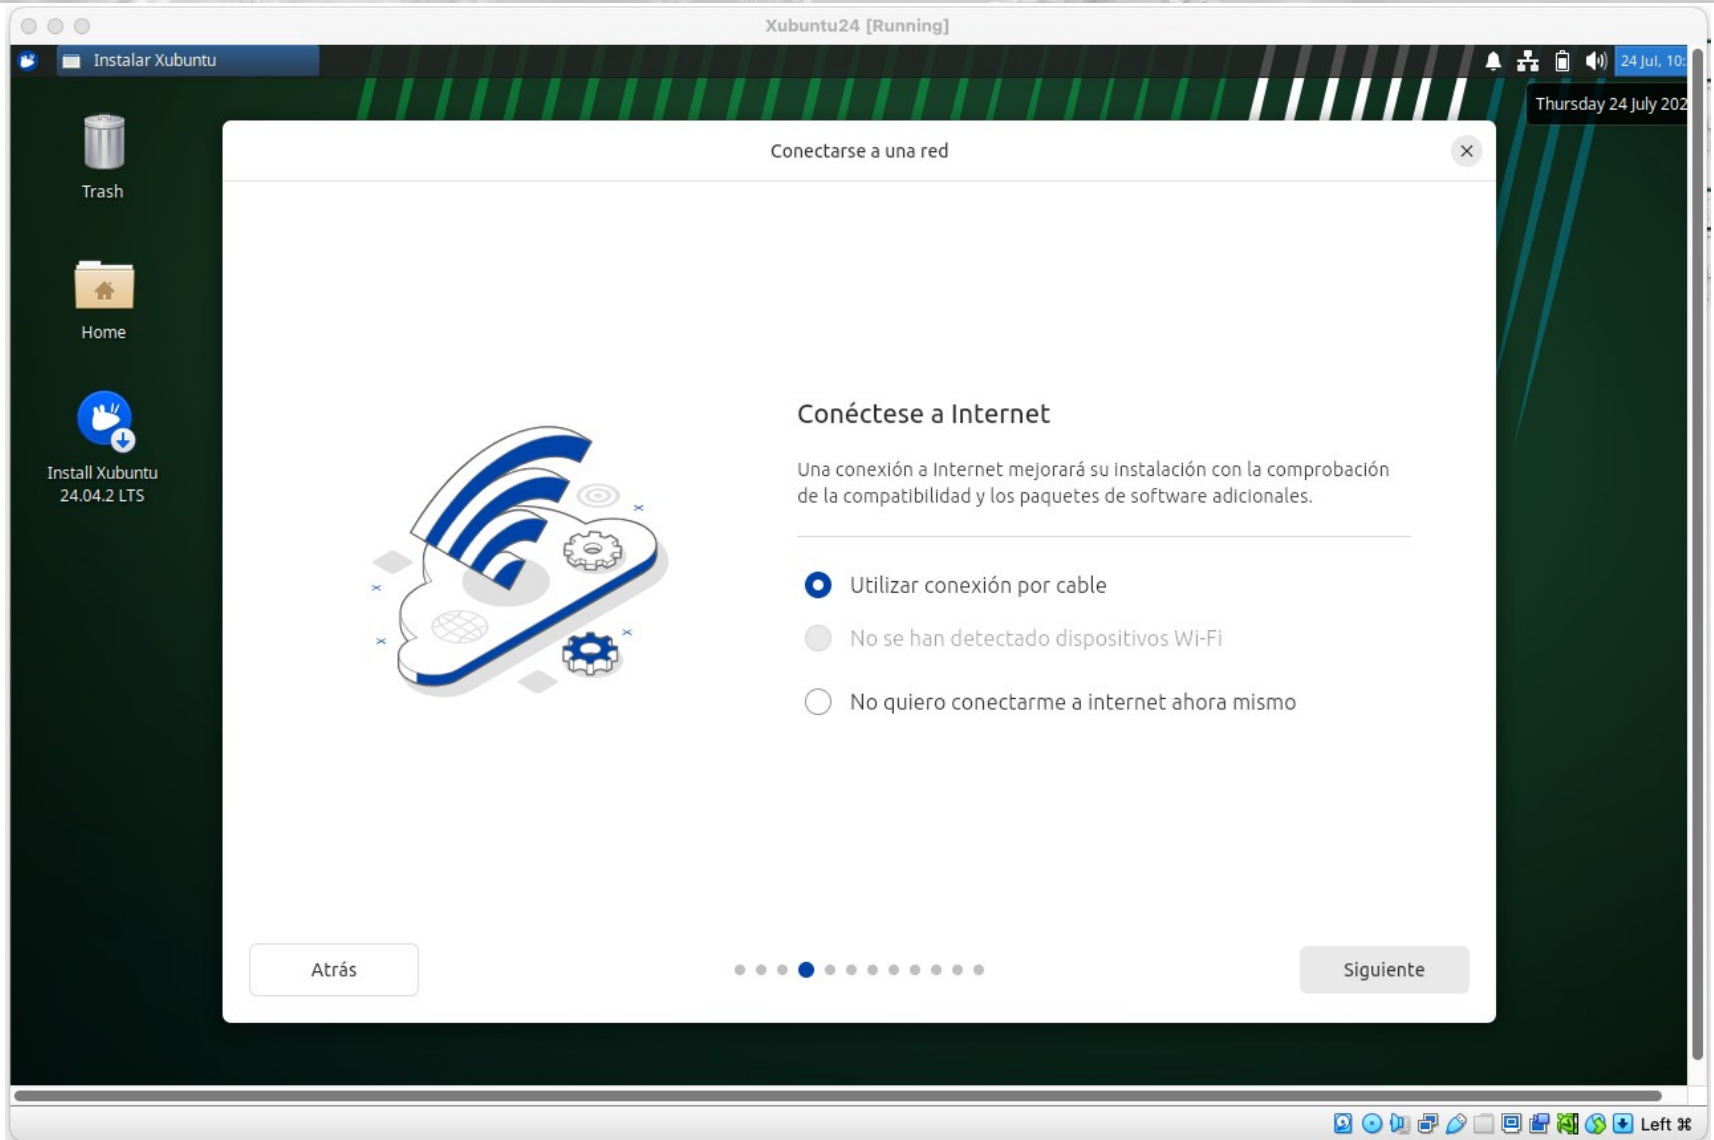 Xubuntu24 [Running]
Instalar Xubuntu
24 Jul, 10:
Thursday 24 July 202
Trash
Home
Install Xubuntu
24.04.2 LTS
Conectarse a una red
Conéctese a Internet
Una conexión a Internet mejorará su instalación con la comprobación
de la compatibilidad y los paquetes de software adicionales.
Utilizar conexión por cable
No se han detectado dispositivos Wi-Fi
No quiero conectarme a internet ahora mismo
Atrás
Siguiente
Left ⌘